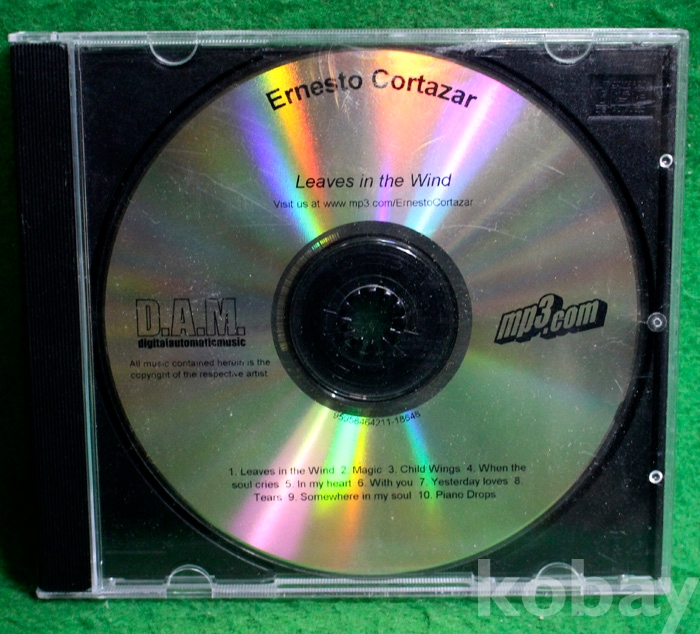 Ernesto Cortazar
Leaves in the Wind
Visit us at www.mp3.com/ErnestoCortazar
D.A.M.
digitalautomaticmusic
All music contained herein is the
copyright of the respective artist
mp3.com
1. Leaves in the Wind 2. Magic 3. Child Wings 4. When the
soul cries 5. In my heart 6. With you 7. Yesterday loves 8.
Tears 9. Somewhere in my soul 10. Piano Drops
kobay